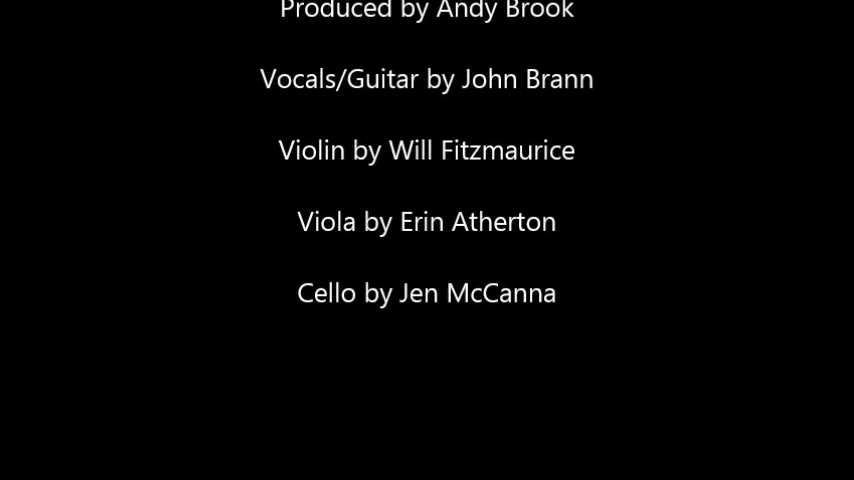 Produced by Andy Brook
Vocals/Guitar by John Brann
Violin by Will Fitzmaurice
Viola by Erin Atherton
Cello by Jen McCanna